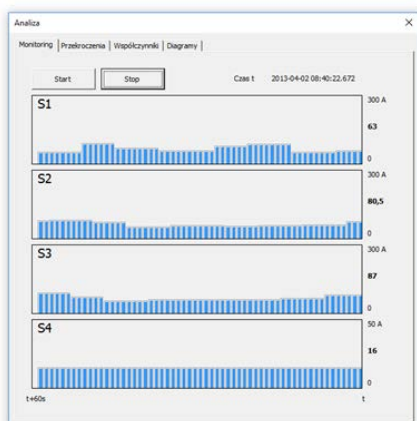 Analiza
Monitoring Przekroczenia Współczynniki Diagramy
Start Stop Czas t 2013-04-02 08:40:22.672
S1 300 A
63
0
S2 300 A
80,5
0
S3 300 A
87
0
S4 50 A
16
0
t+60s t